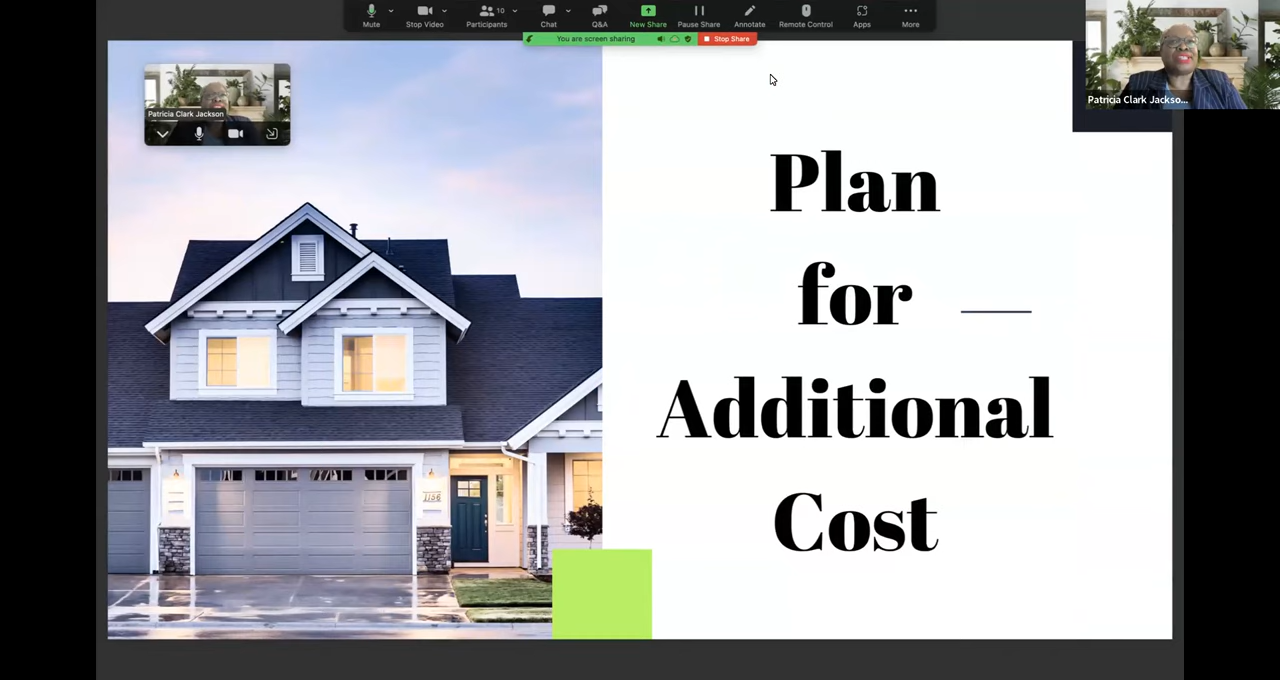 Mute
Stop Video
Participants
10
Chat
Q&A
New Share
Pause Share
Annotate
Remote Control
Apps
More
You are screen sharing
Stop Share
Patricia Clark Jackson
Patricia Clark Jackso...
Plan
for
Additional
Cost
1156